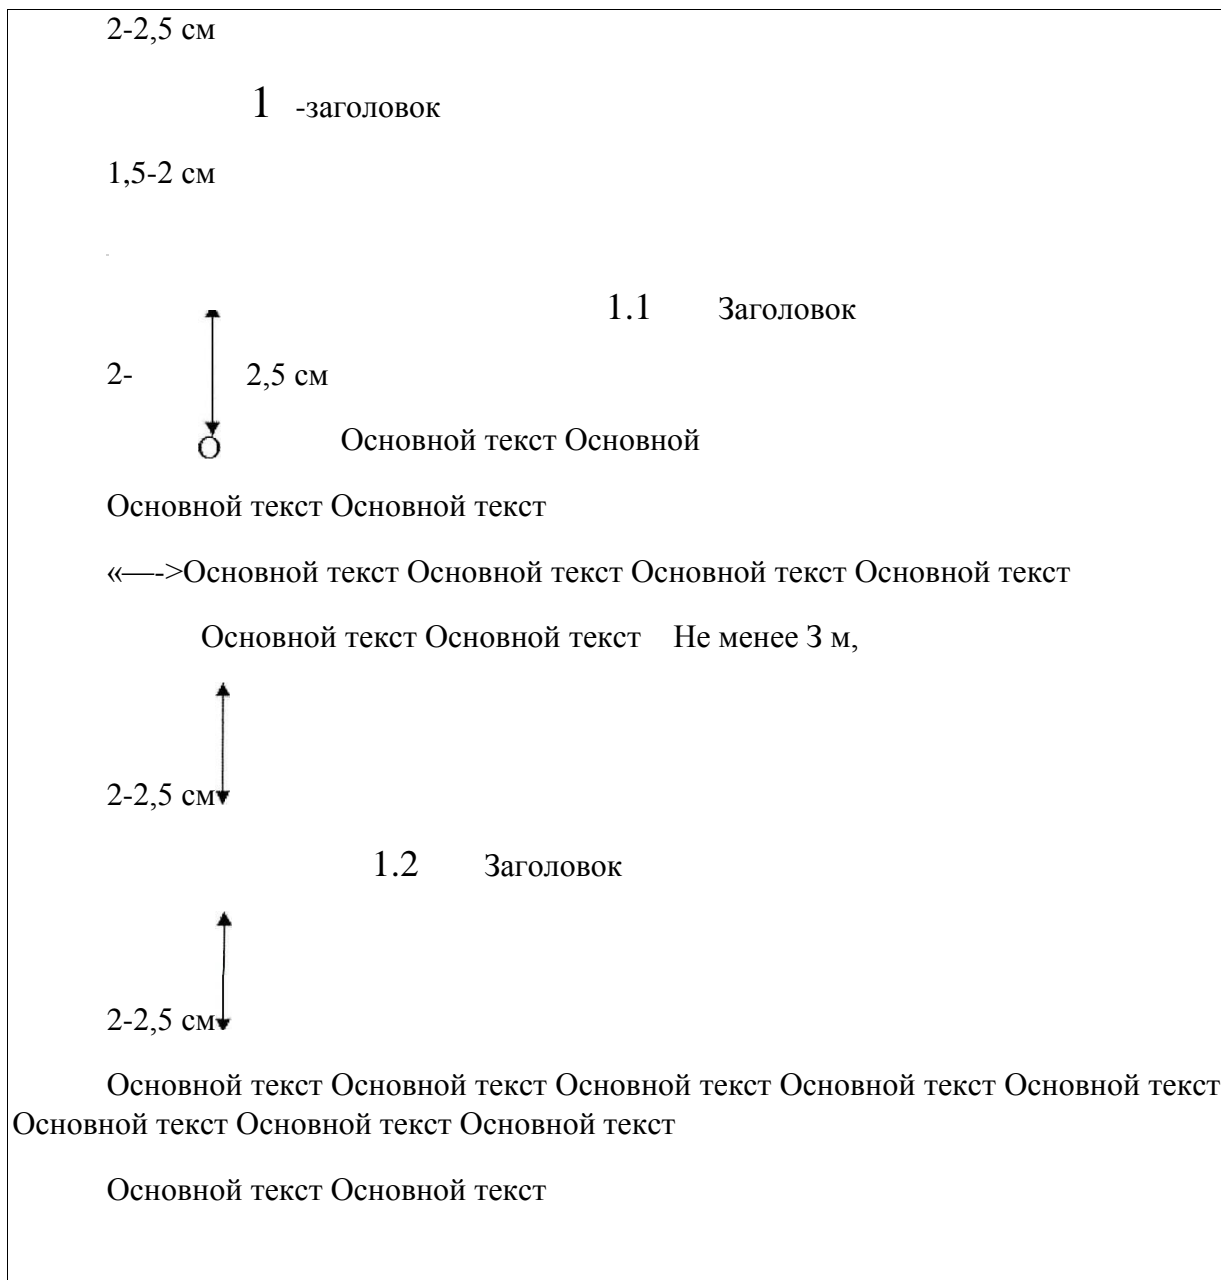 2-2,5 см
1 -заголовок
1,5-2 см
1.1 Заголовок
2- 2,5 см
О Основной текст Основной
Основной текст Основной текст
«—->Основной текст Основной текст Основной текст Основной текст
Основной текст Основной текст Не менее 3 м,
2-2,5 см
1.2 Заголовок
2-2,5 см
Основной текст Основной текст Основной текст Основной текст Основной текст
Основной текст Основной текст Основной текст
Основной текст Основной текст